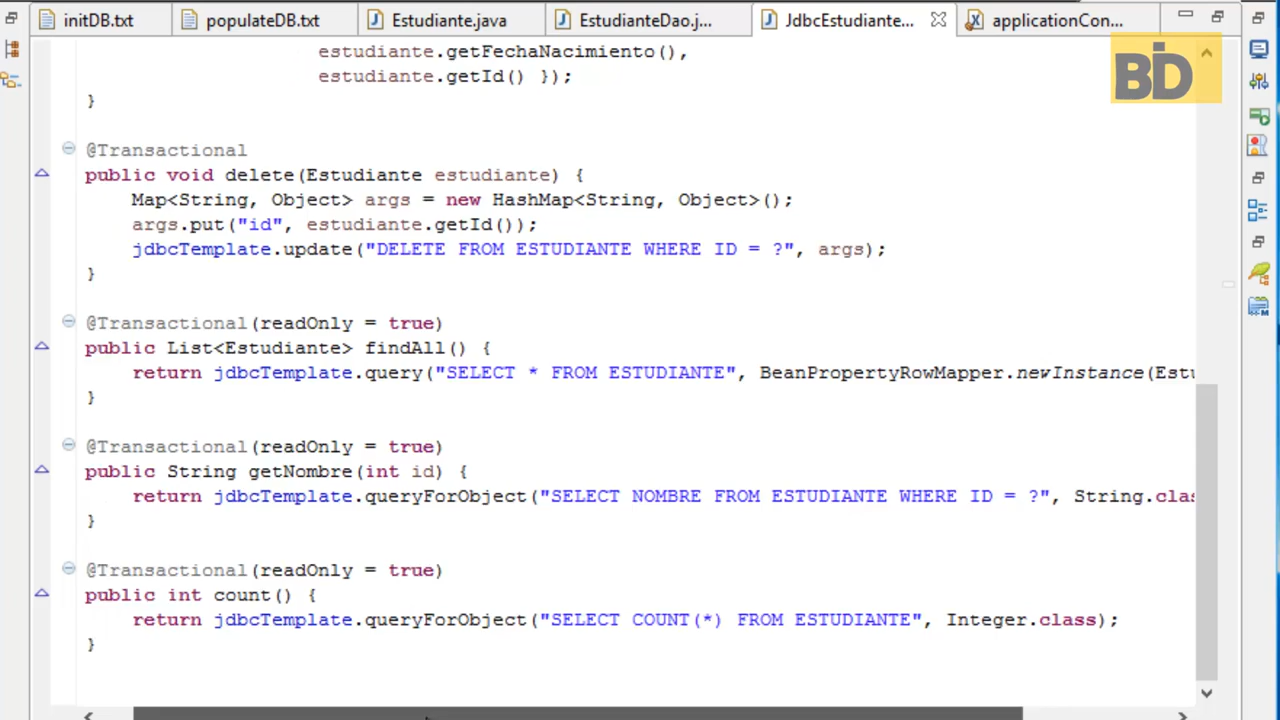 initDB.txt populateDB.txt Estudiante.java EstudianteDao.j... JdbcEstudiante... applicationCon...
estudiante.getFechaNacimiento(),
BD
estudiante.getId() });
}
@Transactional
public void delete(Estudiante estudiante) {
Map<String, Object> args = new HashMap<String, Object>();
args.put("id", estudiante.getId());
jdbcTemplate.update("DELETE FROM ESTUDIANTE WHERE ID = ?", args);
}
@Transactional(readOnly = true)
public List<Estudiante> findAll() {
return jdbcTemplate.query("SELECT * FROM ESTUDIANTE", BeanPropertyRowMapper.newInstance(Estu
}
@Transactional(readOnly = true)
public String getNombre(int id) {
return jdbcTemplate.queryForObject("SELECT NOMBRE FROM ESTUDIANTE WHERE ID = ?", String.clas
}
@Transactional(readOnly = true)
public int count() {
return jdbcTemplate.queryForObject("SELECT COUNT(*) FROM ESTUDIANTE", Integer.class);
}